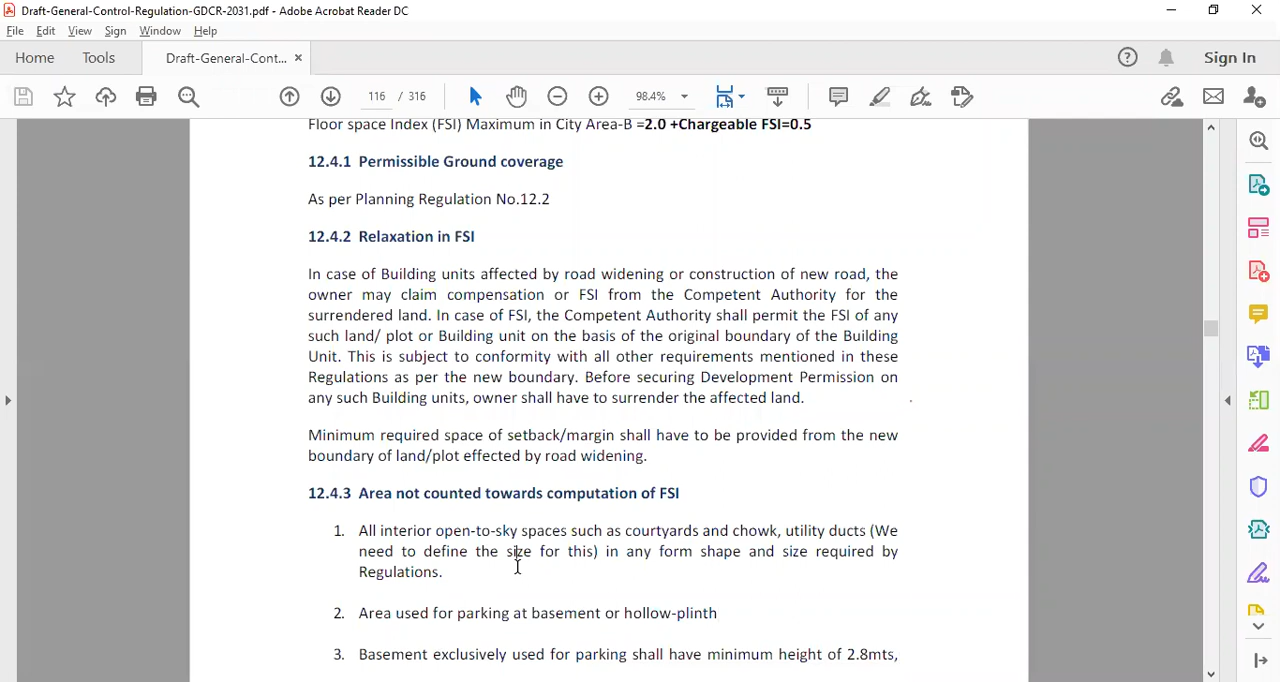 Draft-General-Control-Regulation-GDCR-2031.pdf - Adobe Acrobat Reader DC
File Edit View Sign Window Help
Home Tools Draft-General-Cont... × Sign In
116 / 316 98.4%
Floor space Index (FSI) Maximum in City Area-B =2.0 +Chargeable FSI=0.5
12.4.1 Permissible Ground coverage
As per Planning Regulation No.12.2
12.4.2 Relaxation in FSI
In case of Building units affected by road widening or construction of new road, the
owner may claim compensation or FSI from the Competent Authority for the
surrendered land. In case of FSI, the Competent Authority shall permit the FSI of any
such land/ plot or Building unit on the basis of the original boundary of the Building
Unit. This is subject to conformity with all other requirements mentioned in these
Regulations as per the new boundary. Before securing Development Permission on
any such Building units, owner shall have to surrender the affected land.
Minimum required space of setback/margin shall have to be provided from the new
boundary of land/plot effected by road widening.
12.4.3 Area not counted towards computation of FSI
1. All interior open-to-sky spaces such as courtyards and chowk, utility ducts (We
need to define the size for this) in any form shape and size required by
Regulations.
2. Area used for parking at basement or hollow-plinth
3. Basement exclusively used for parking shall have minimum height of 2.8mts,